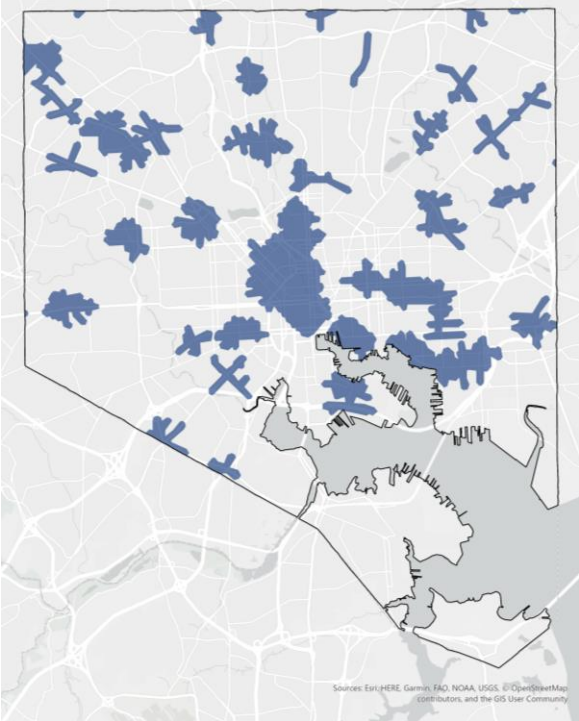 Sources: Esri, HERE, Garmin, FAO, NOAA, USGS, © OpenStreetMap
contributors, and the GIS User Community